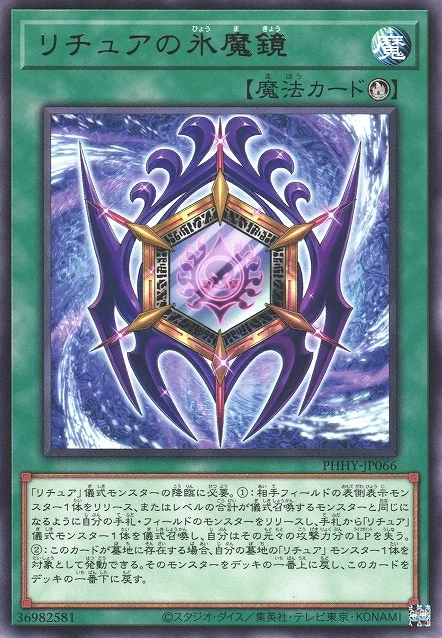 リチュアの氷魔鏡
魔
【魔法カード】
PHHY-JP066
「リチュア」儀式モンスターの降臨に必要。①:相手フィールドの表側表示モン
スター1体をリリース、またはレベルの合計が儀式召喚するモンスターと同じに
なるように自分の手札・フィールドのモンスターをリリースし、手札から「リチュア」
儀式モンスター1体を儀式召喚し、自分はその元々の攻撃力分のLPを失う。
②:このカードが墓地に存在する場合、自分の墓地の「リチュア」モンスター1体を
対象として発動できる。そのモンスターをデッキの一番上に戻し、このカードを
デッキの一番下に戻す。
36982581
©スタジオ・ダイス/集英社・テレビ東京・KONAMI